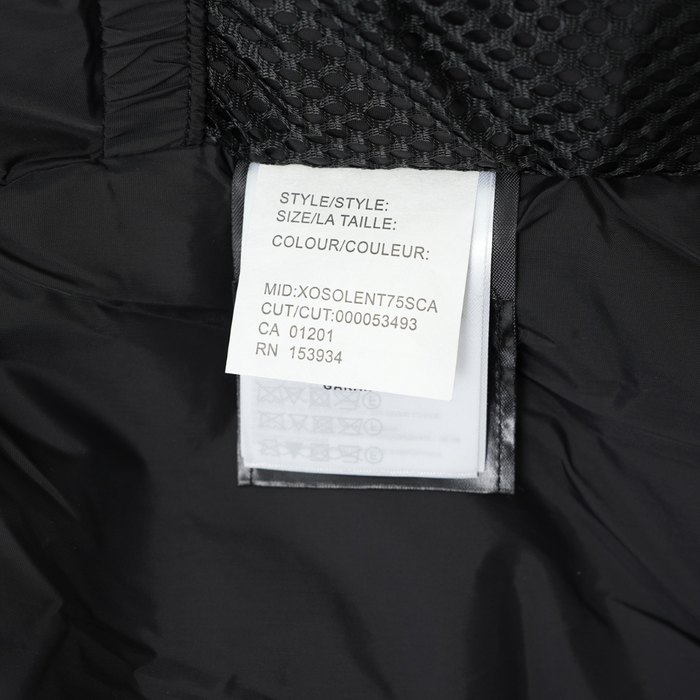 STYLE/STYLE:
SIZE/LA TAILLE:
COLOUR/COULEUR:
MID:XOSOLENT75SCA
CUT/CUT:000053493
CA 01201
RN 153934